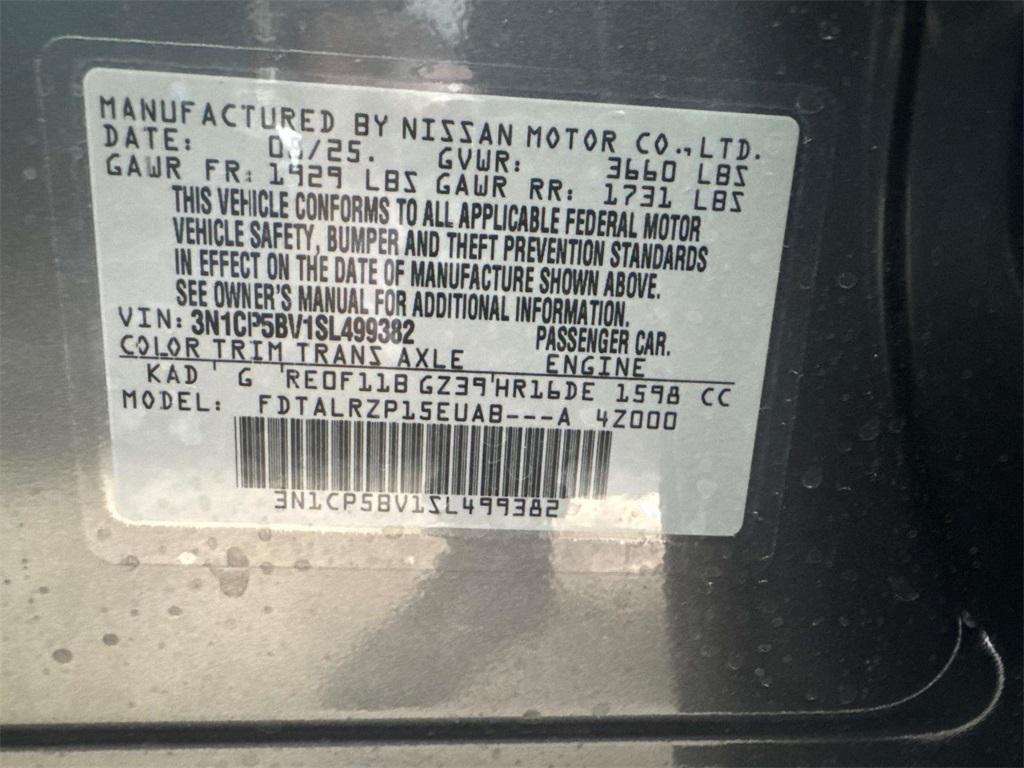 MANUFACTURED BY NISSAN MOTOR CO.,LTD.
DATE: /25. GVWR: 3660 LBS
GAWR FR: 1429 LBS GAWR RR: 1731 LBS
THIS VEHICLE CONFORMS TO ALL APPLICABLE FEDERAL MOTOR
VEHICLE SAFETY, BUMPER AND THEFT PREVENTION STANDARDS
IN EFFECT ON THE DATE OF MANUFACTURE SHOWN ABOVE.
SEE OWNER'S MANUAL FOR ADDITIONAL INFORMATION.
VIN: 3N1CP5BV1SL499382 PASSENGER CAR.
COLOR TRIM TRANS AXLE ENGINE
KAD ' G 'RE0F11B GZ39'HR16DE 1598 CC
MODEL: FDTALRZP15EUAB---A 4Z000
3N1CP5BV1SL499382